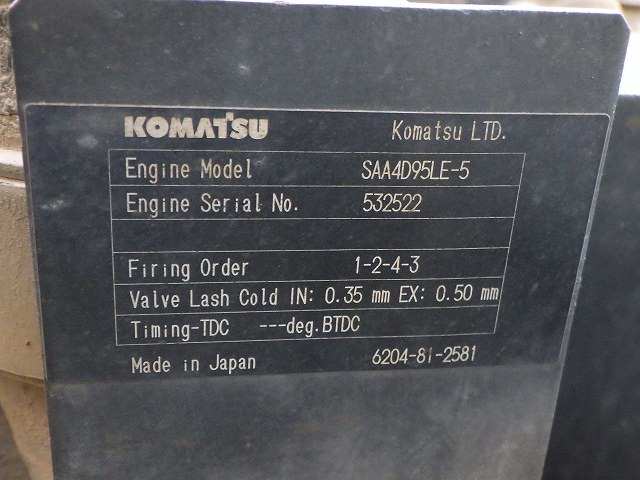 KOMATSU Komatsu LTD.
Engine Model SAA4D95LE-5
Engine Serial No. 532522
Firing Order 1-2-4-3
Valve Lash Cold IN: 0.35 mm EX: 0.50 mm
Timing-TDC ---deg.BTDC
Made in Japan 6204-81-2581